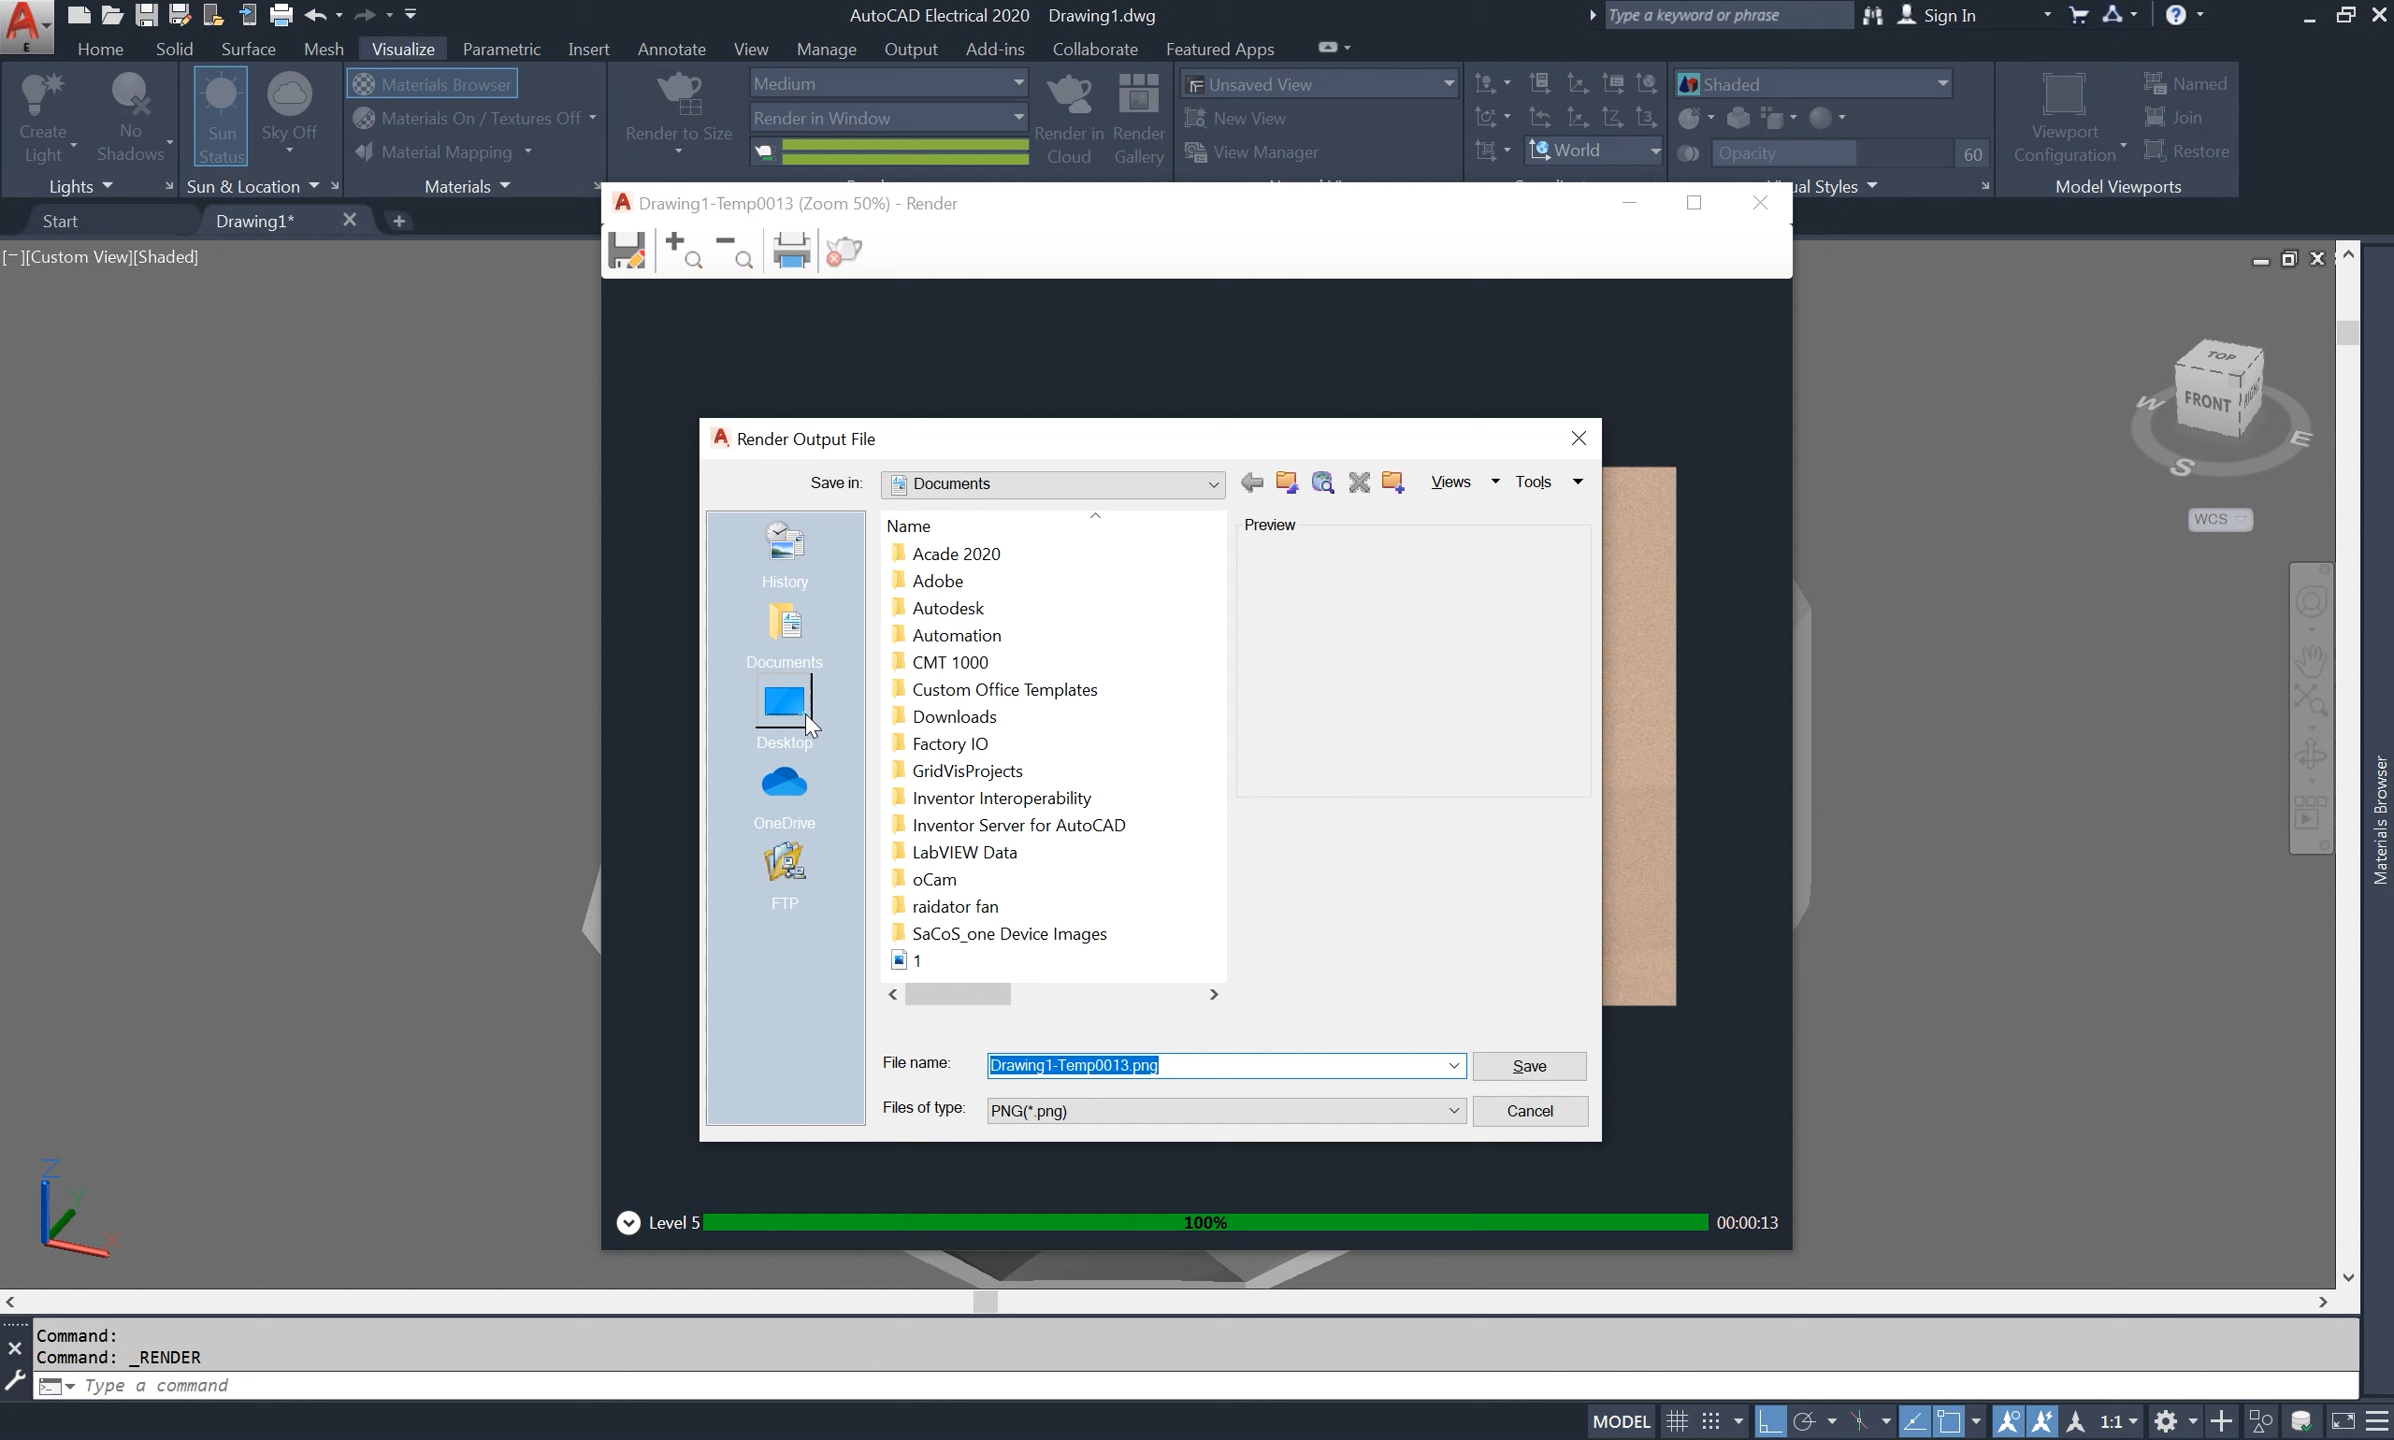 AutoCAD Electrical 2020 Drawing1.dwg
Type a keyword or phrase
Sign In
E
Home Solid Surface Mesh Visualize Parametric Insert Annotate View Manage Output Add-ins Collaborate Featured Apps
Create Light
No Shadows
Sun Status
Sky Off
Materials Browser
Materials On / Textures Off
Material Mapping
Render to Size
Medium
Render in Window
Render in Cloud
Render Gallery
Unsaved View
New View
View Manager
World
Shaded
Opacity 60
Viewport Configuration
Named
Join
Restore
Lights
Sun & Location
Materials
ual Styles
Model Viewports
Start
Drawing1*
[−][Custom View][Shaded]
Drawing1-Temp0013 (Zoom 50%) - Render
TOP
FRONT
W
S
E
WCS
Render Output File
Save in: Documents
Views Tools
History
Documents
Desktop
OneDrive
FTP
Name
Acade 2020
Adobe
Autodesk
Automation
CMT 1000
Custom Office Templates
Downloads
Factory IO
GridVisProjects
Inventor Interoperability
Inventor Server for AutoCAD
LabVIEW Data
oCam
raidator fan
SaCoS_one Device Images
1
Preview
File name: Drawing1-Temp0013.png
Save
Files of type: PNG(*.png)
Cancel
Level 5 100% 00:00:13
Materials Browser
Z
Y
X
Command:
Command: _RENDER
Type a command
MODEL 1:1